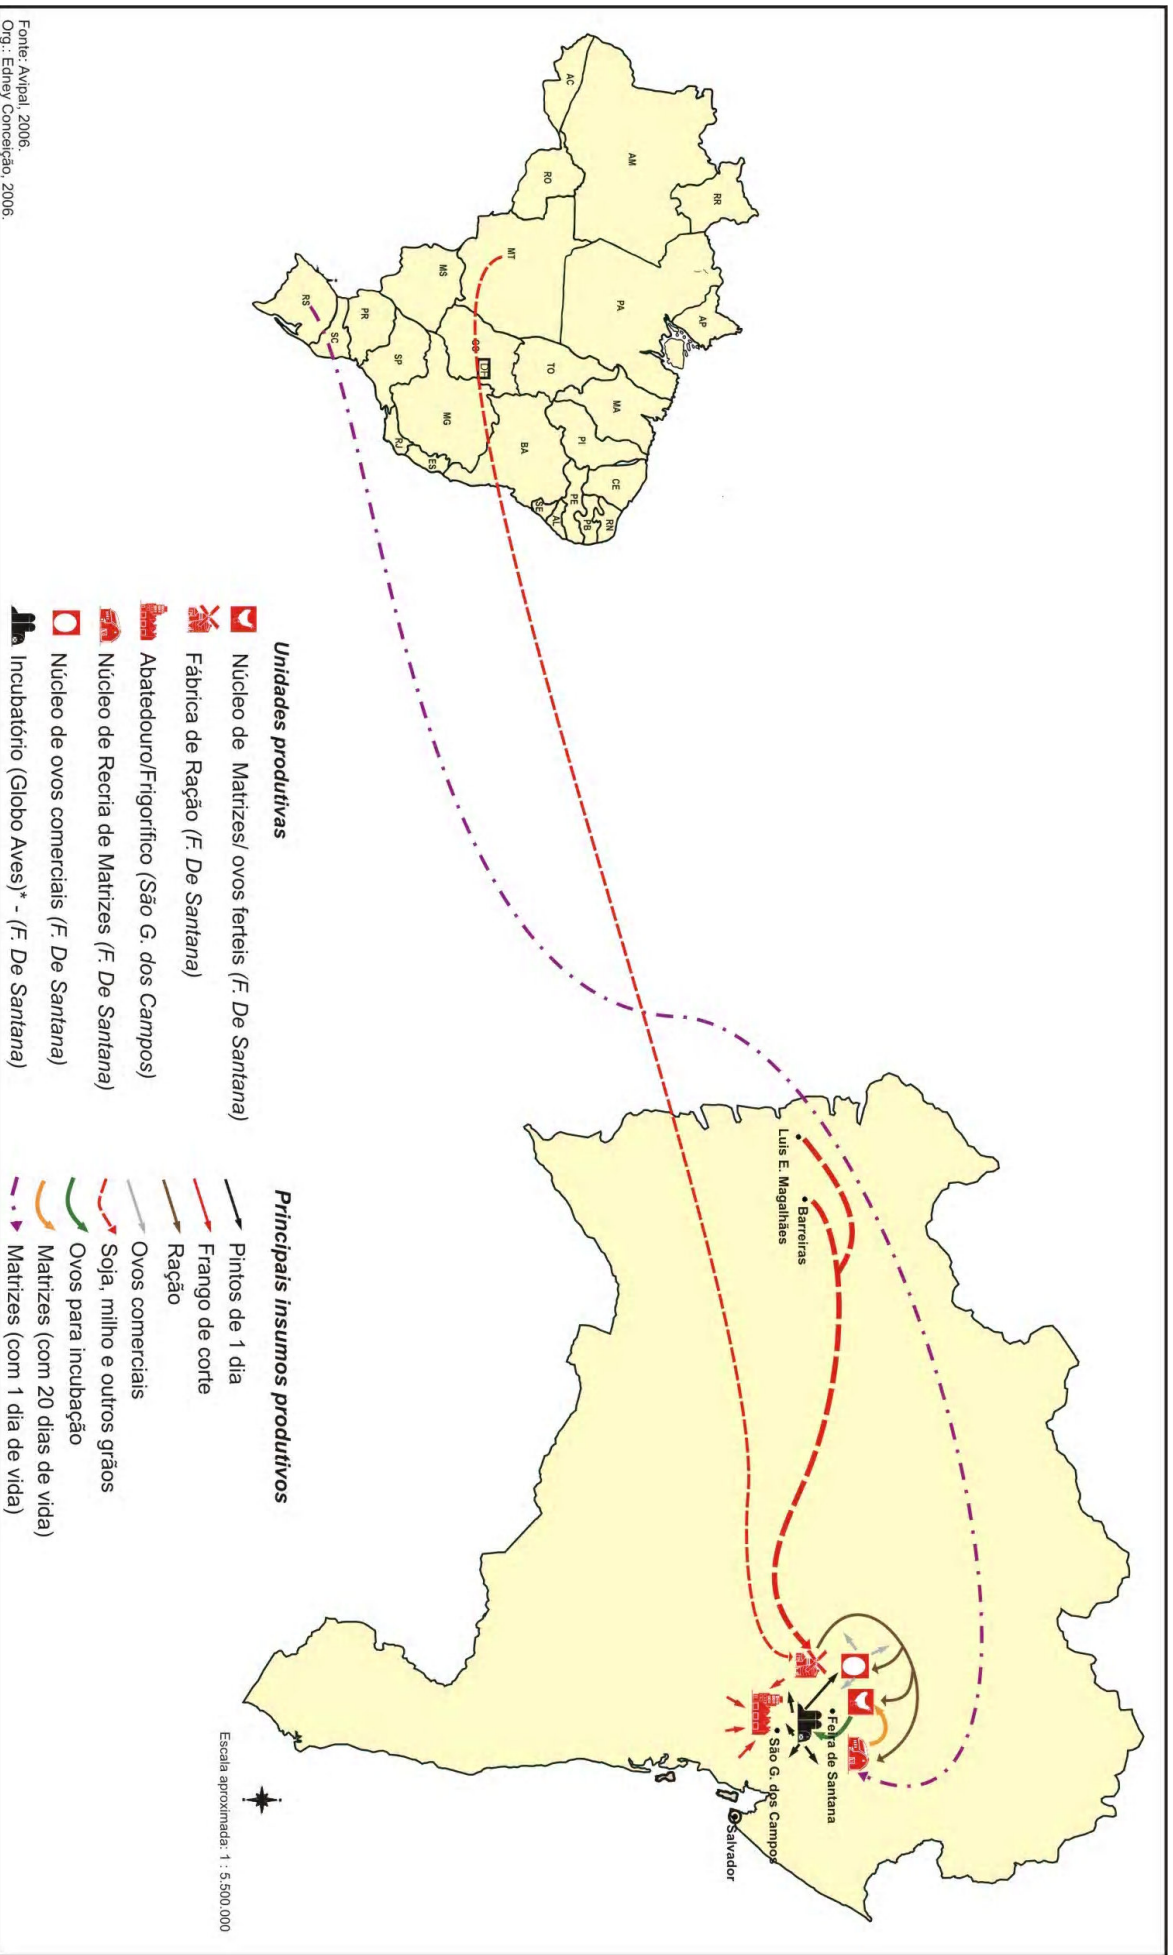 RR
AP
AM
PA
AC
RO
MT
TO
MA
PI
CE
RN
PB
PE
AL
SE
BA
GO
DF
MG
ES
RJ
MS
SP
PR
SC
RS
Luis E. Magalhães
Barreiras
Feira de Santana
São G. dos Campos
Salvador
Unidades produtivas
Núcleo de Matrizes/ ovos ferteis (F. De Santana)
Fábrica de Ração (F. De Santana)
Abatedouro/Frigorífico (São G. dos Campos)
Núcleo de Recria de Matrizes (F. De Santana)
Núcleo de ovos comerciais (F. De Santana)
Incubatório (Globo Aves)* - (F. De Santana)
Principais insumos produtivos
Pintos de 1 dia
Frango de corte
Ração
Ovos comerciais
Soja, milho e outros grãos
Ovos para incubação
Matrizes (com 20 dias de vida)
Matrizes (com 1 dia de vida)
Escala aproximada: 1 : 5.500.000
Fonte: Avipal, 2006.
Org.: Edney Conceição, 2006.